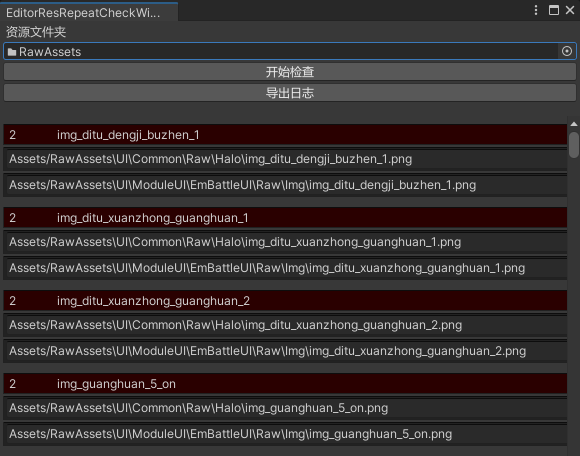 EditorResRepeatCheckWi...
资源文件夹
RawAssets
开始检查
导出日志
2 img_ditu_dengji_buzhen_1
Assets/RawAssets\UI\Common\Raw\Halo\img_ditu_dengji_buzhen_1.png
Assets/RawAssets\UI\ModuleUI\EmBattleUI\Raw\Img\img_ditu_dengji_buzhen_1.png
2 img_ditu_xuanzhong_guanghuan_1
Assets/RawAssets\UI\Common\Raw\Halo\img_ditu_xuanzhong_guanghuan_1.png
Assets/RawAssets\UI\ModuleUI\EmBattleUI\Raw\Img\img_ditu_xuanzhong_guanghuan_1.png
2 img_ditu_xuanzhong_guanghuan_2
Assets/RawAssets\UI\Common\Raw\Halo\img_ditu_xuanzhong_guanghuan_2.png
Assets/RawAssets\UI\ModuleUI\EmBattleUI\Raw\Img\img_ditu_xuanzhong_guanghuan_2.png
2 img_guanghuan_5_on
Assets/RawAssets\UI\Common\Raw\Halo\img_guanghuan_5_on.png
Assets/RawAssets\UI\ModuleUI\EmBattleUI\Raw\Img\img_guanghuan_5_on.png